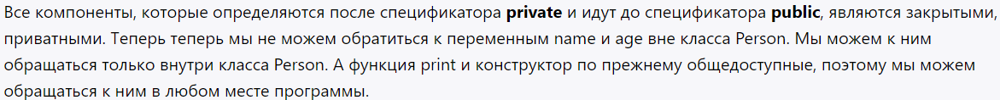 Все компоненты, которые определяются после спецификатора private и идут до спецификатора public, являются закрытыми,
приватными. Теперь теперь мы не можем обратиться к переменным name и age вне класса Person. Мы можем к ним
обращаться только внутри класса Person. А функция print и конструктор по прежнему общедоступные, поэтому мы можем
обращаться к ним в любом месте программы.